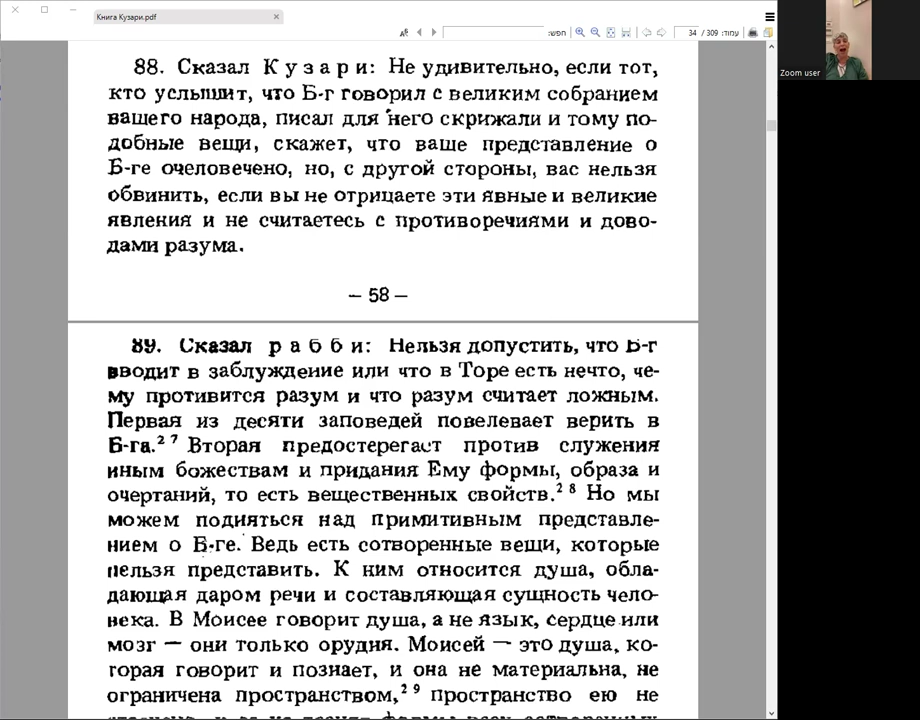 Книга Кузари.pdf
חפש:
34 / 309 :עמוד
Zoom user
88. Сказал Кузари: Не удивительно, если тот,
кто услышит, что Б-г говорил с великим собранием
вашего народа, писал для него скрижали и тому по-
добные вещи, скажет, что ваше представление о
Б-ге очеловечено, но, с другой стороны, вас нельзя
обвинить, если вы не отрицаете эти явные и великие
явления и не считаетесь с противоречиями и дово-
дами разума.
— 58 —
89. Сказал рабби: Нельзя допустить, что Б-г
вводит в заблуждение или что в Торе есть нечто, че-
му противится разум и что разум считает ложным.
Первая из десяти заповедей повелевает верить в
Б-га.²⁷ Вторая предостерегает против служения
иным божествам и придания Ему формы, образа и
очертаний, то есть вещественных свойств.²⁸ Но мы
можем подняться над примитивным представле-
нием о Б-ге. Ведь есть сотворенные вещи, которые
нельзя представить. К ним относится душа, обла-
дающая даром речи и составляющая сущность чело-
века. В Моисее говорит душа, а не язык, сердце или
мозг — они только орудия. Моисей — это душа, ко-
торая говорит и познает, и она не материальна, не
ограничена пространством,²⁹ пространство ею не